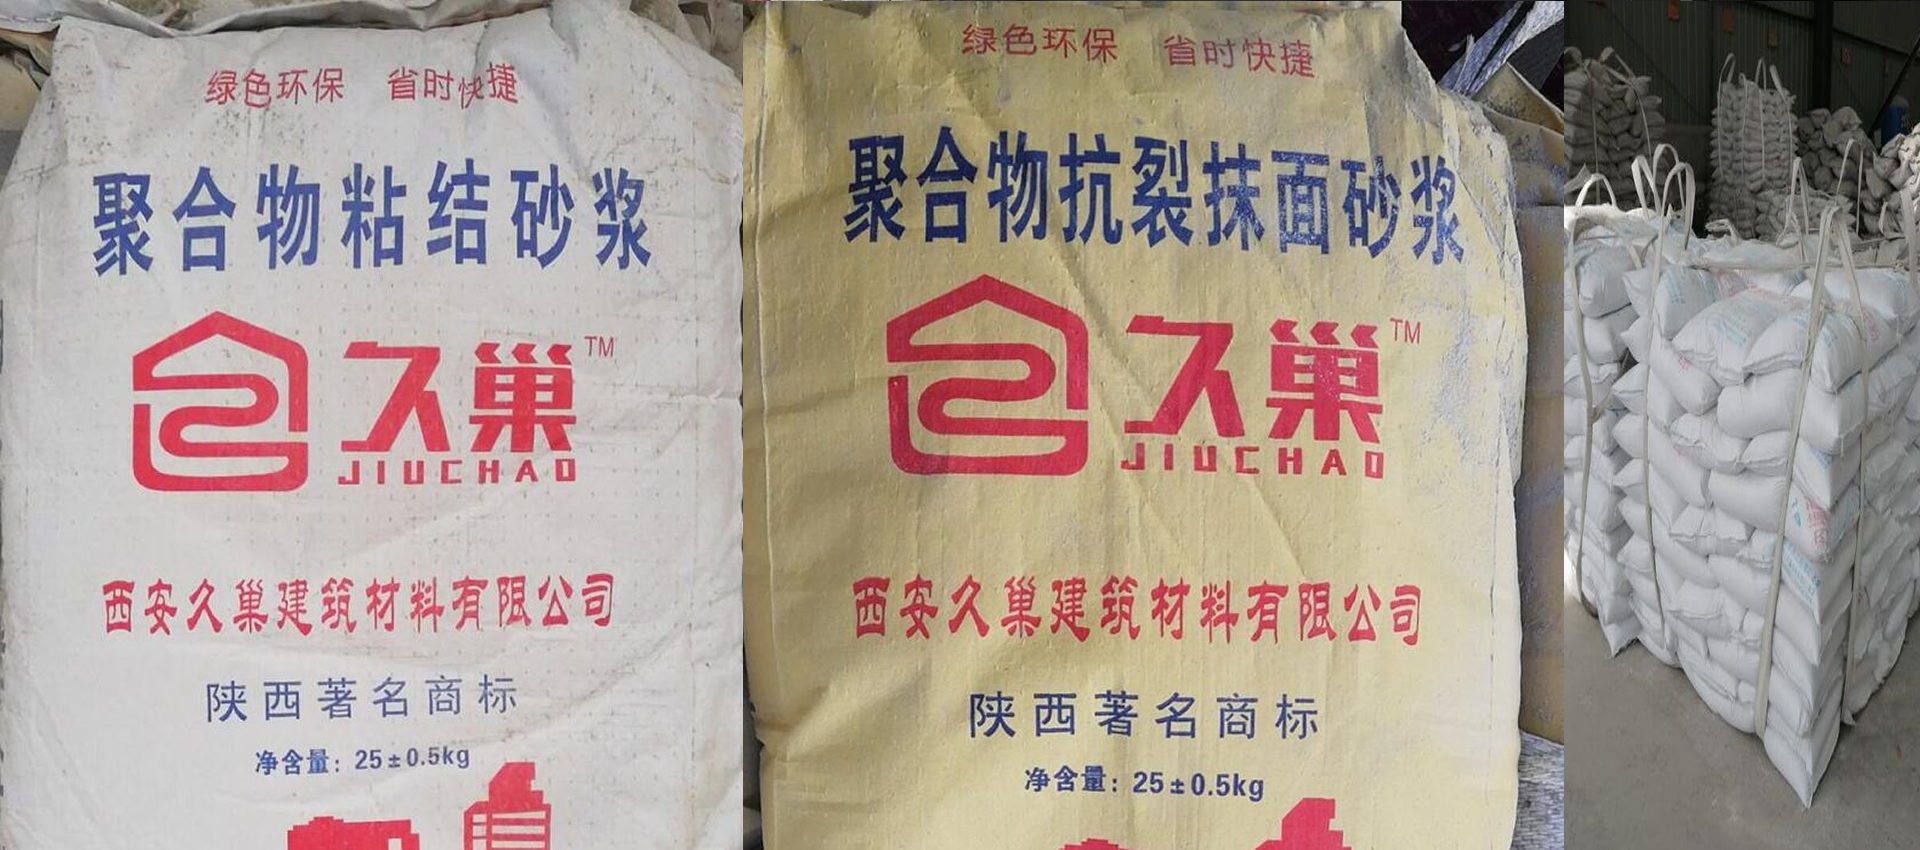 绿色环保 省时快捷
聚合物粘结砂浆
久巢 TM
JIUCHAO
西安久巢建筑材料有限公司
陕西著名商标
净含量：25±0.5kg
绿色环保 省时快捷
聚合物抗裂抹面砂浆
久巢 TM
JIUCHAO
西安久巢建筑材料有限公司
陕西著名商标
净含量：25±0.5kg